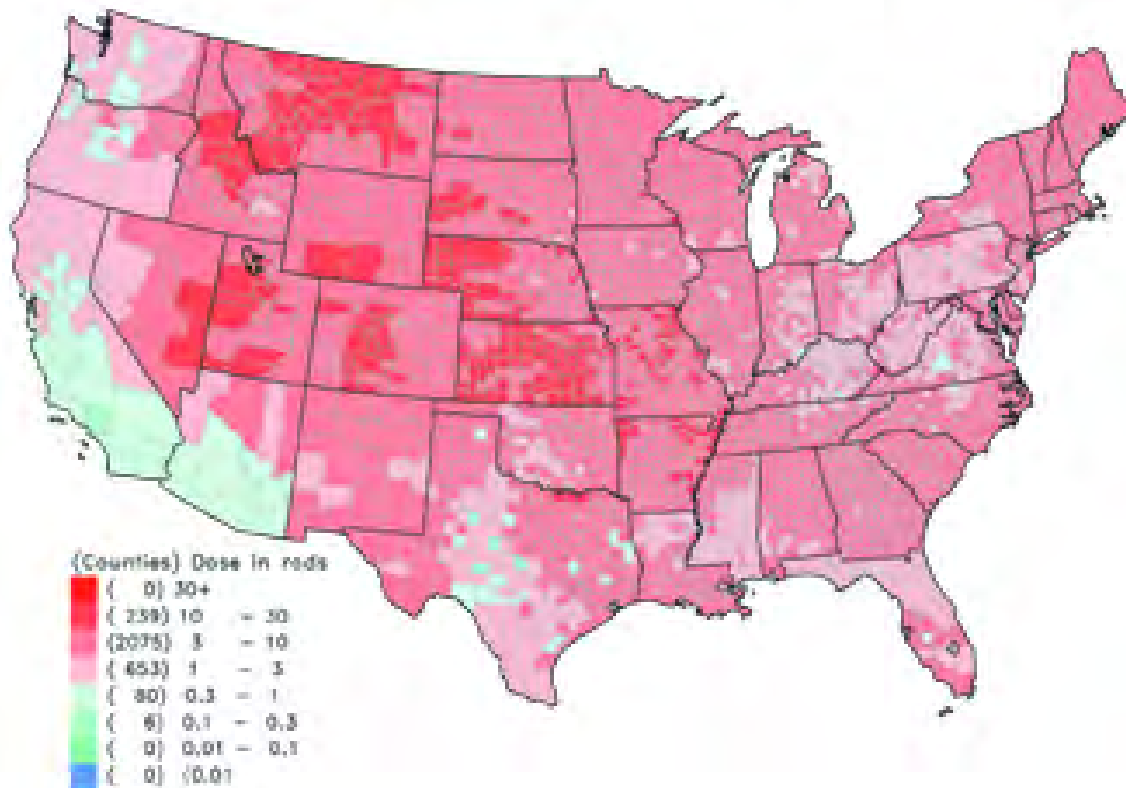 (Counties) Dose in rads
( 0) 30+
( 239) 10 - 30
(2075) 3 - 10
( 653) 1 - 3
( 80) 0.3 - 1
( 6) 0.1 - 0.3
( 0) 0.01 - 0.1
( 0) <0.01